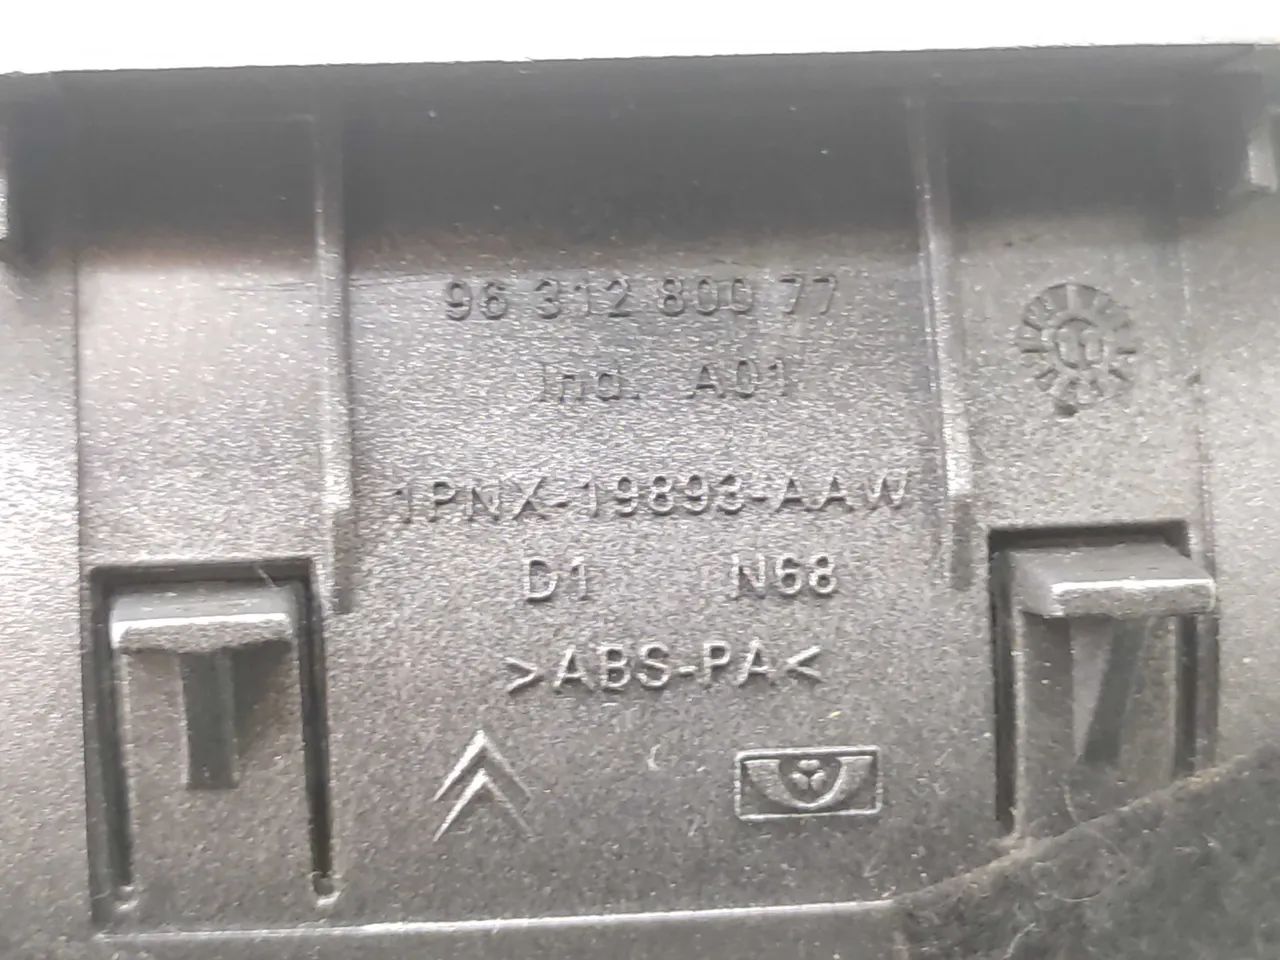 96 312 800 77
Ind. A01
1PNX-19893-AAW
D1 N68
>ABS-PA<